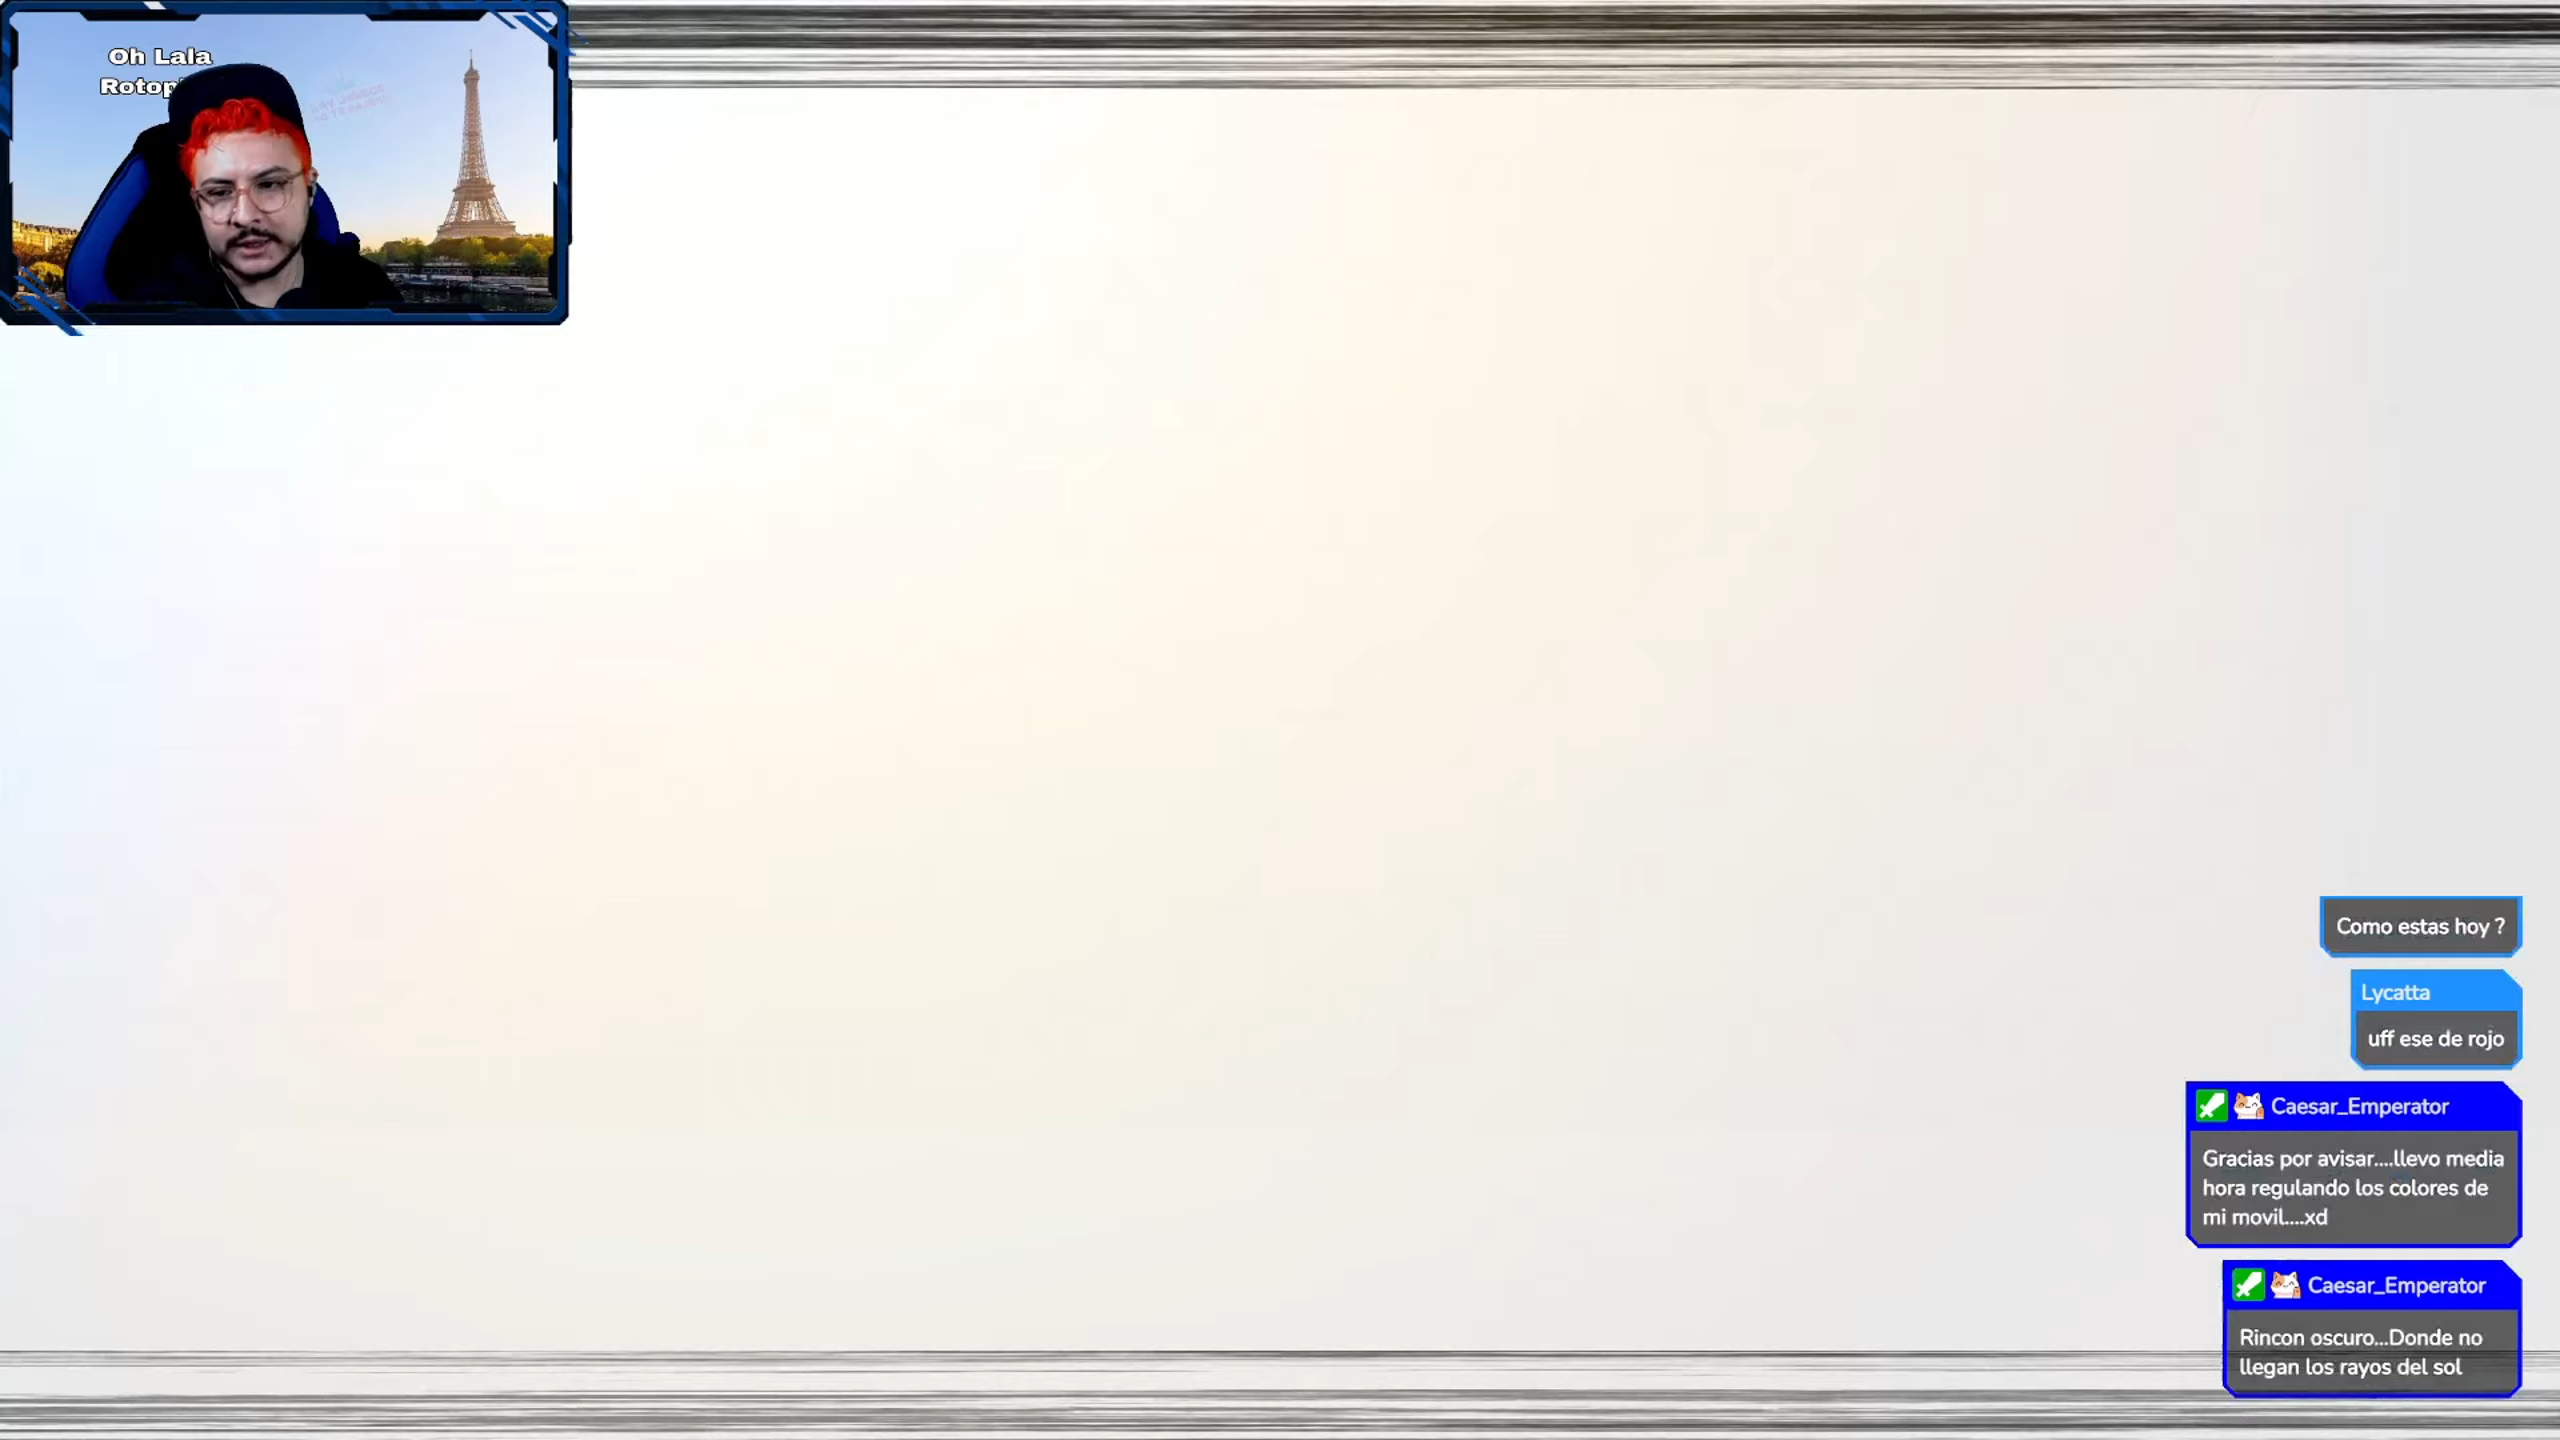 Oh Lala
Como estas hoy ?
Lycatta
uff ese de rojo
Caesar_Emperator
Gracias por avisar....llevo media
hora regulando los colores de
mi movil....xd
Caesar_Emperator
Rincon oscuro...Donde no
llegan los rayos del sol